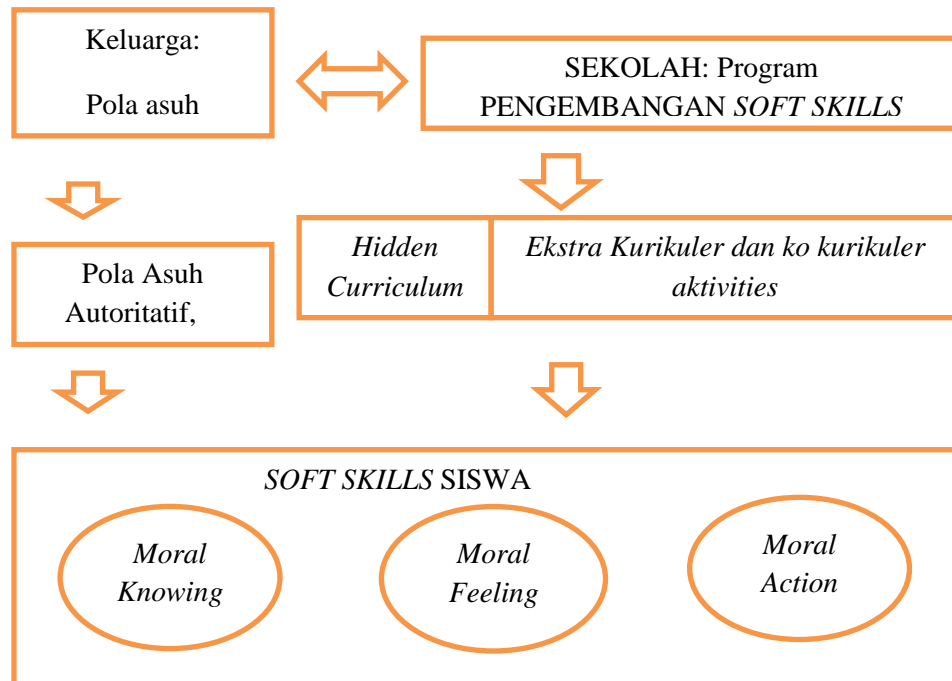 Keluarga:
Pola asuh
SEKOLAH: Program
PENGEMBANGAN SOFT SKILLS
Pola Asuh
Autoritatif,
Hidden
Curriculum
Ekstra Kurikuler dan ko kurikuler
aktivities
SOFT SKILLS SISWA
Moral
Knowing
Moral
Feeling
Moral
Action